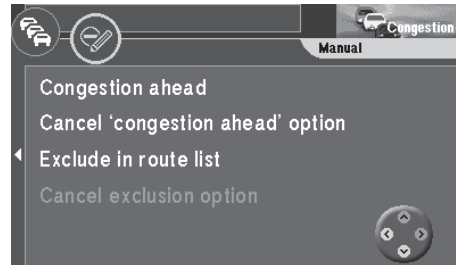 Congestion
Manual
Congestion ahead
Cancel ‘congestion ahead’ option
Exclude in route list
Cancel exclusion option